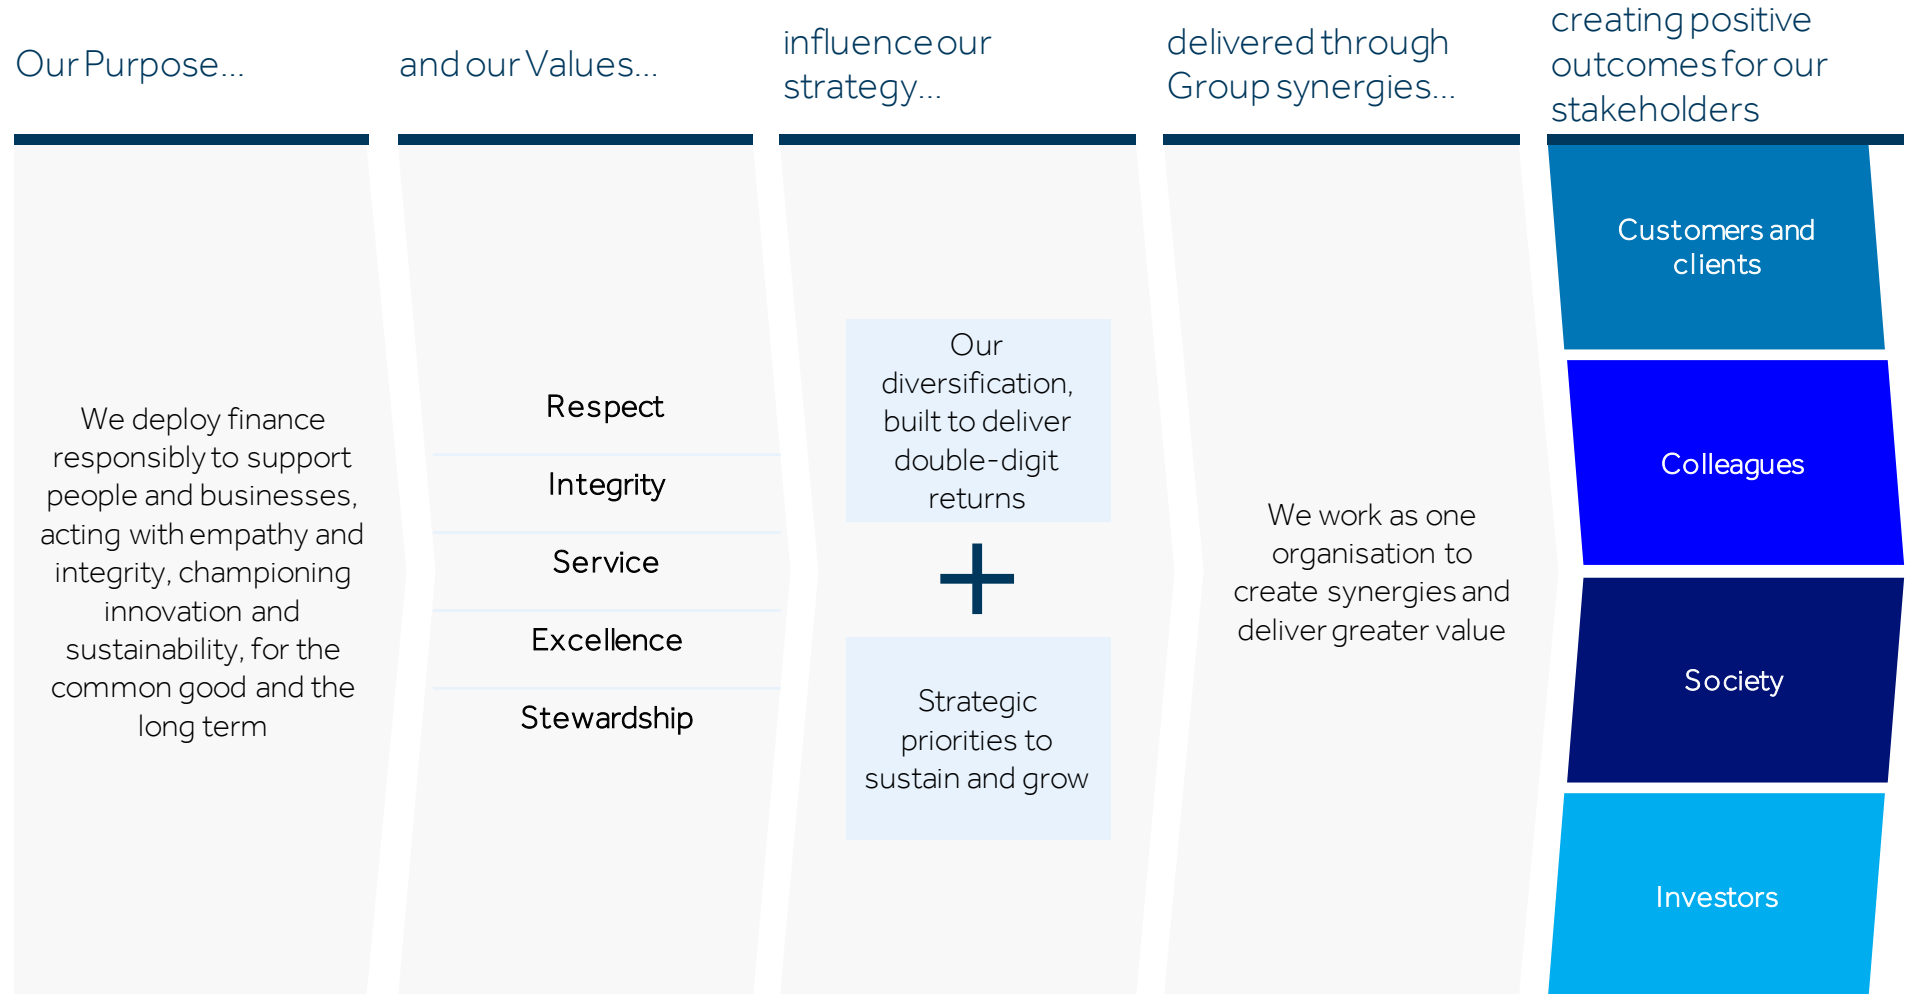 Our Purpose...
and our Values...
influence our
strategy...
delivered through
Group synergies...
creating positive
outcomes for our
stakeholders
We deploy finance
responsibly to support
people and businesses,
acting with empathy and
integrity, championing
innovation and
sustainability, for the
common good and the
long term
Respect
Integrity
Service
Excellence
Stewardship
Our
diversification,
built to deliver
double-digit
returns
+
Strategic
priorities to
sustain and grow
We work as one
organisation to
create synergies and
deliver greater value
Customers and
clients
Colleagues
Society
Investors